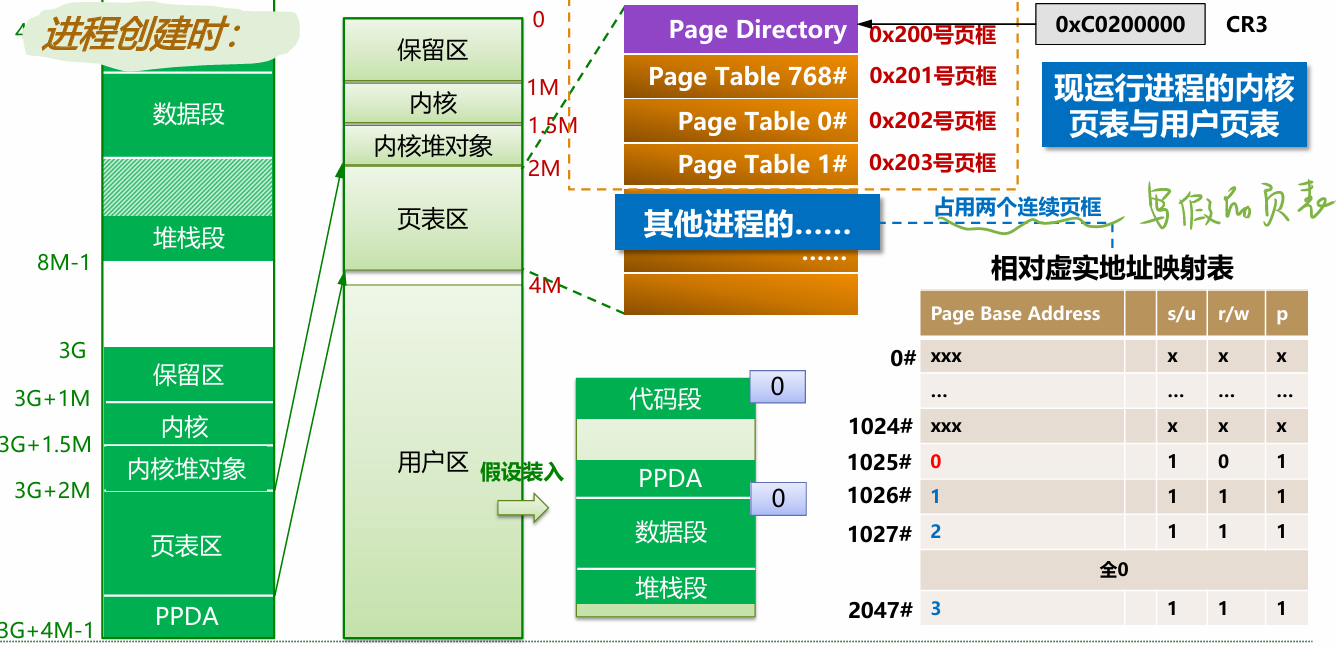 进程创建时：
数据段
堆栈段
8M-1
3G
保留区
3G+1M
内核
3G+1.5M
内核堆对象
3G+2M
页表区
PPDA
3G+4M-1
0
保留区
1M
内核
1.5M
内核堆对象
2M
页表区
4M
用户区
假设装入
Page Directory
0x200号页框
Page Table 768#
0x201号页框
Page Table 0#
0x202号页框
Page Table 1#
0x203号页框
其他进程的……
……
0xC0200000
CR3
现运行进程的内核
页表与用户页表
占用两个连续页框
写假的页表
代码段
0
PPDA
0
数据段
堆栈段
相对虚实地址映射表
Page Base Address s/u r/w p
0# xxx x x x
... ... ... ...
1024# xxx x x x
1025# 0 1 0 1
1026# 1 1 1 1
1027# 2 1 1 1
全0
2047# 3 1 1 1